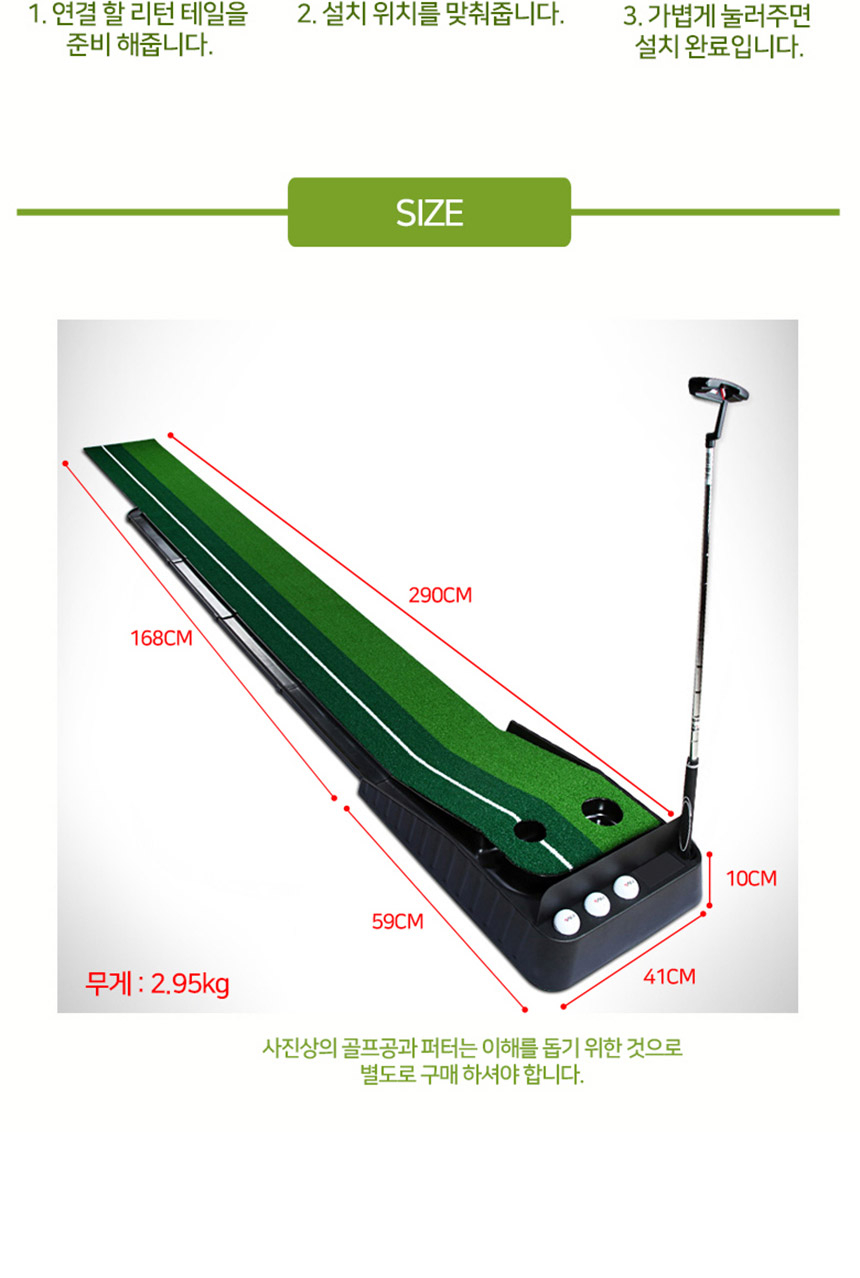 1. 연결 할 리턴 테일을
준비 해줍니다.
2. 설치 위치를 맞춰줍니다.
3. 가볍게 눌러주면
설치 완료입니다.
SIZE
290CM
168CM
10CM
59CM
41CM
무게 : 2.95kg
사진상의 골프공과 퍼터는 이해를 돕기 위한 것으로
별도로 구매 하셔야 합니다.